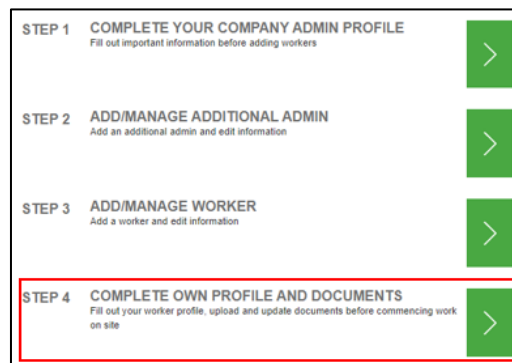 STEP 1 COMPLETE YOUR COMPANY ADMIN PROFILE
Fill out important information before adding workers
STEP 2 ADD/MANAGE ADDITIONAL ADMIN
Add an additional admin and edit information
STEP 3 ADD/MANAGE WORKER
Add a worker and edit information
STEP 4 COMPLETE OWN PROFILE AND DOCUMENTS
Fill out your worker profile, upload and update documents before commencing work
on site